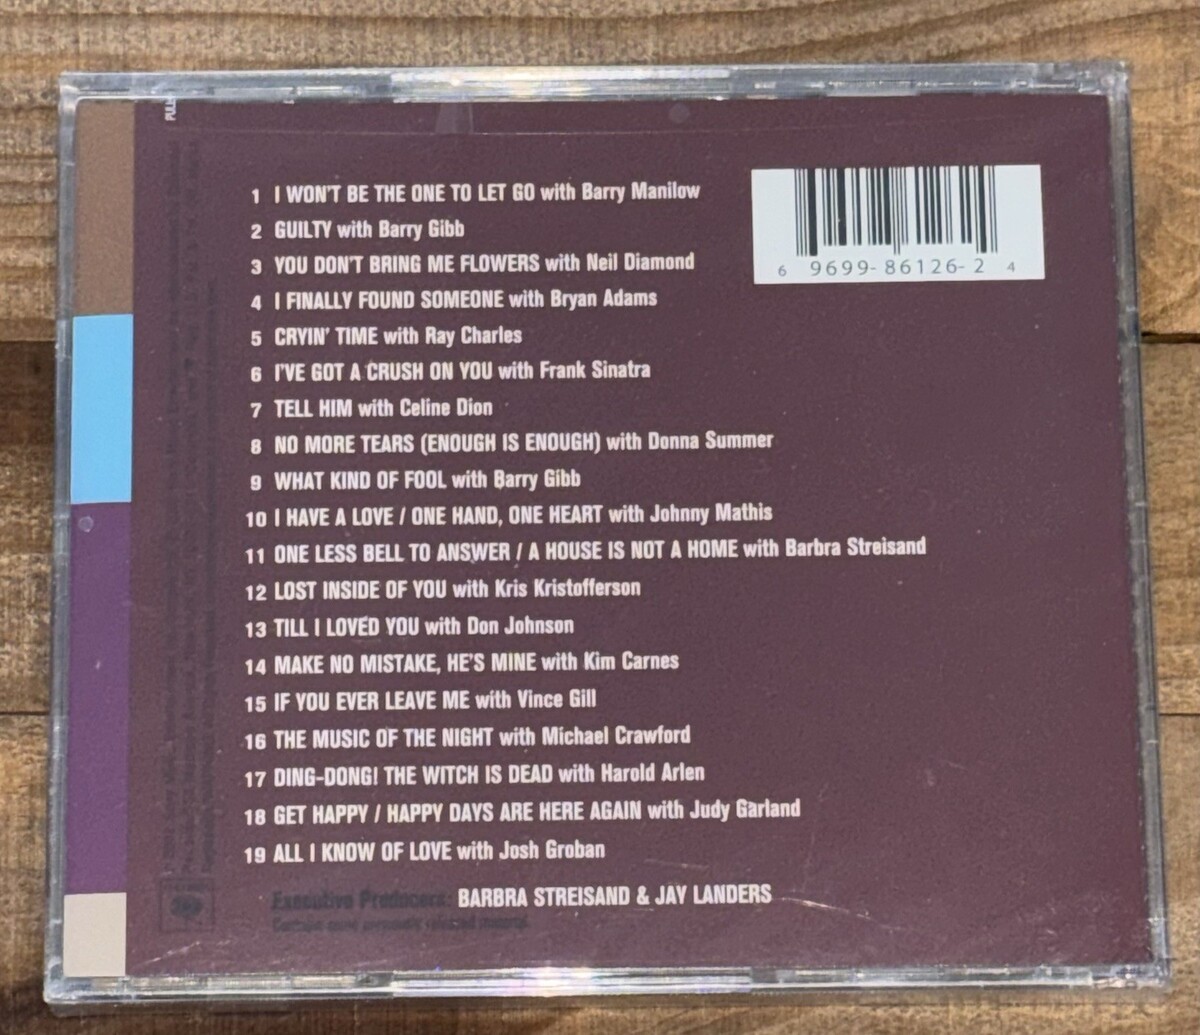 PULL
1 I WON'T BE THE ONE TO LET GO with Barry Manilow
2 GUILTY with Barry Gibb
3 YOU DON'T BRING ME FLOWERS with Neil Diamond
4 I FINALLY FOUND SOMEONE with Bryan Adams
5 CRYIN' TIME with Ray Charles
6 I'VE GOT A CRUSH ON YOU with Frank Sinatra
7 TELL HIM with Celine Dion
8 NO MORE TEARS (ENOUGH IS ENOUGH) with Donna Summer
9 WHAT KIND OF FOOL with Barry Gibb
10 I HAVE A LOVE / ONE HAND, ONE HEART with Johnny Mathis
11 ONE LESS BELL TO ANSWER / A HOUSE IS NOT A HOME with Barbra Streisand
12 LOST INSIDE OF YOU with Kris Kristofferson
13 TILL I LOVED YOU with Don Johnson
14 MAKE NO MISTAKE, HE'S MINE with Kim Carnes
15 IF YOU EVER LEAVE ME with Vince Gill
16 THE MUSIC OF THE NIGHT with Michael Crawford
17 DING-DONG! THE WITCH IS DEAD with Harold Arlen
18 GET HAPPY / HAPPY DAYS ARE HERE AGAIN with Judy Garland
19 ALL I KNOW OF LOVE with Josh Groban
Executive Producers: BARBRA STREISAND & JAY LANDERS
Contains some previously released material.
6 9699-86126-2 4